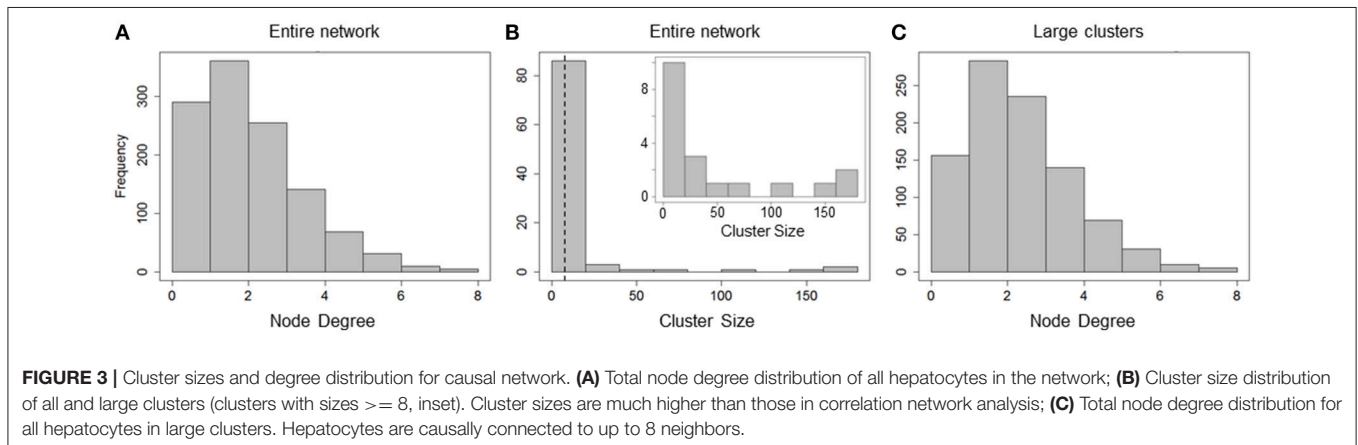 A
Entire network
B
Entire network
C
Large clusters
Frequency
0
100
200
300
0 2 4 6 8
Node Degree
0
20
40
60
80
0 50 100 150
Cluster Size
0
4
8
0 50 100 150
Cluster Size
0
50
100
150
200
250
0 2 4 6 8
Node Degree
FIGURE 3 | Cluster sizes and degree distribution for causal network. (A) Total node degree distribution of all hepatocytes in the network; (B) Cluster size distribution
of all and large clusters (clusters with sizes >= 8, inset). Cluster sizes are much higher than those in correlation network analysis; (C) Total node degree distribution for
all hepatocytes in large clusters. Hepatocytes are causally connected to up to 8 neighbors.